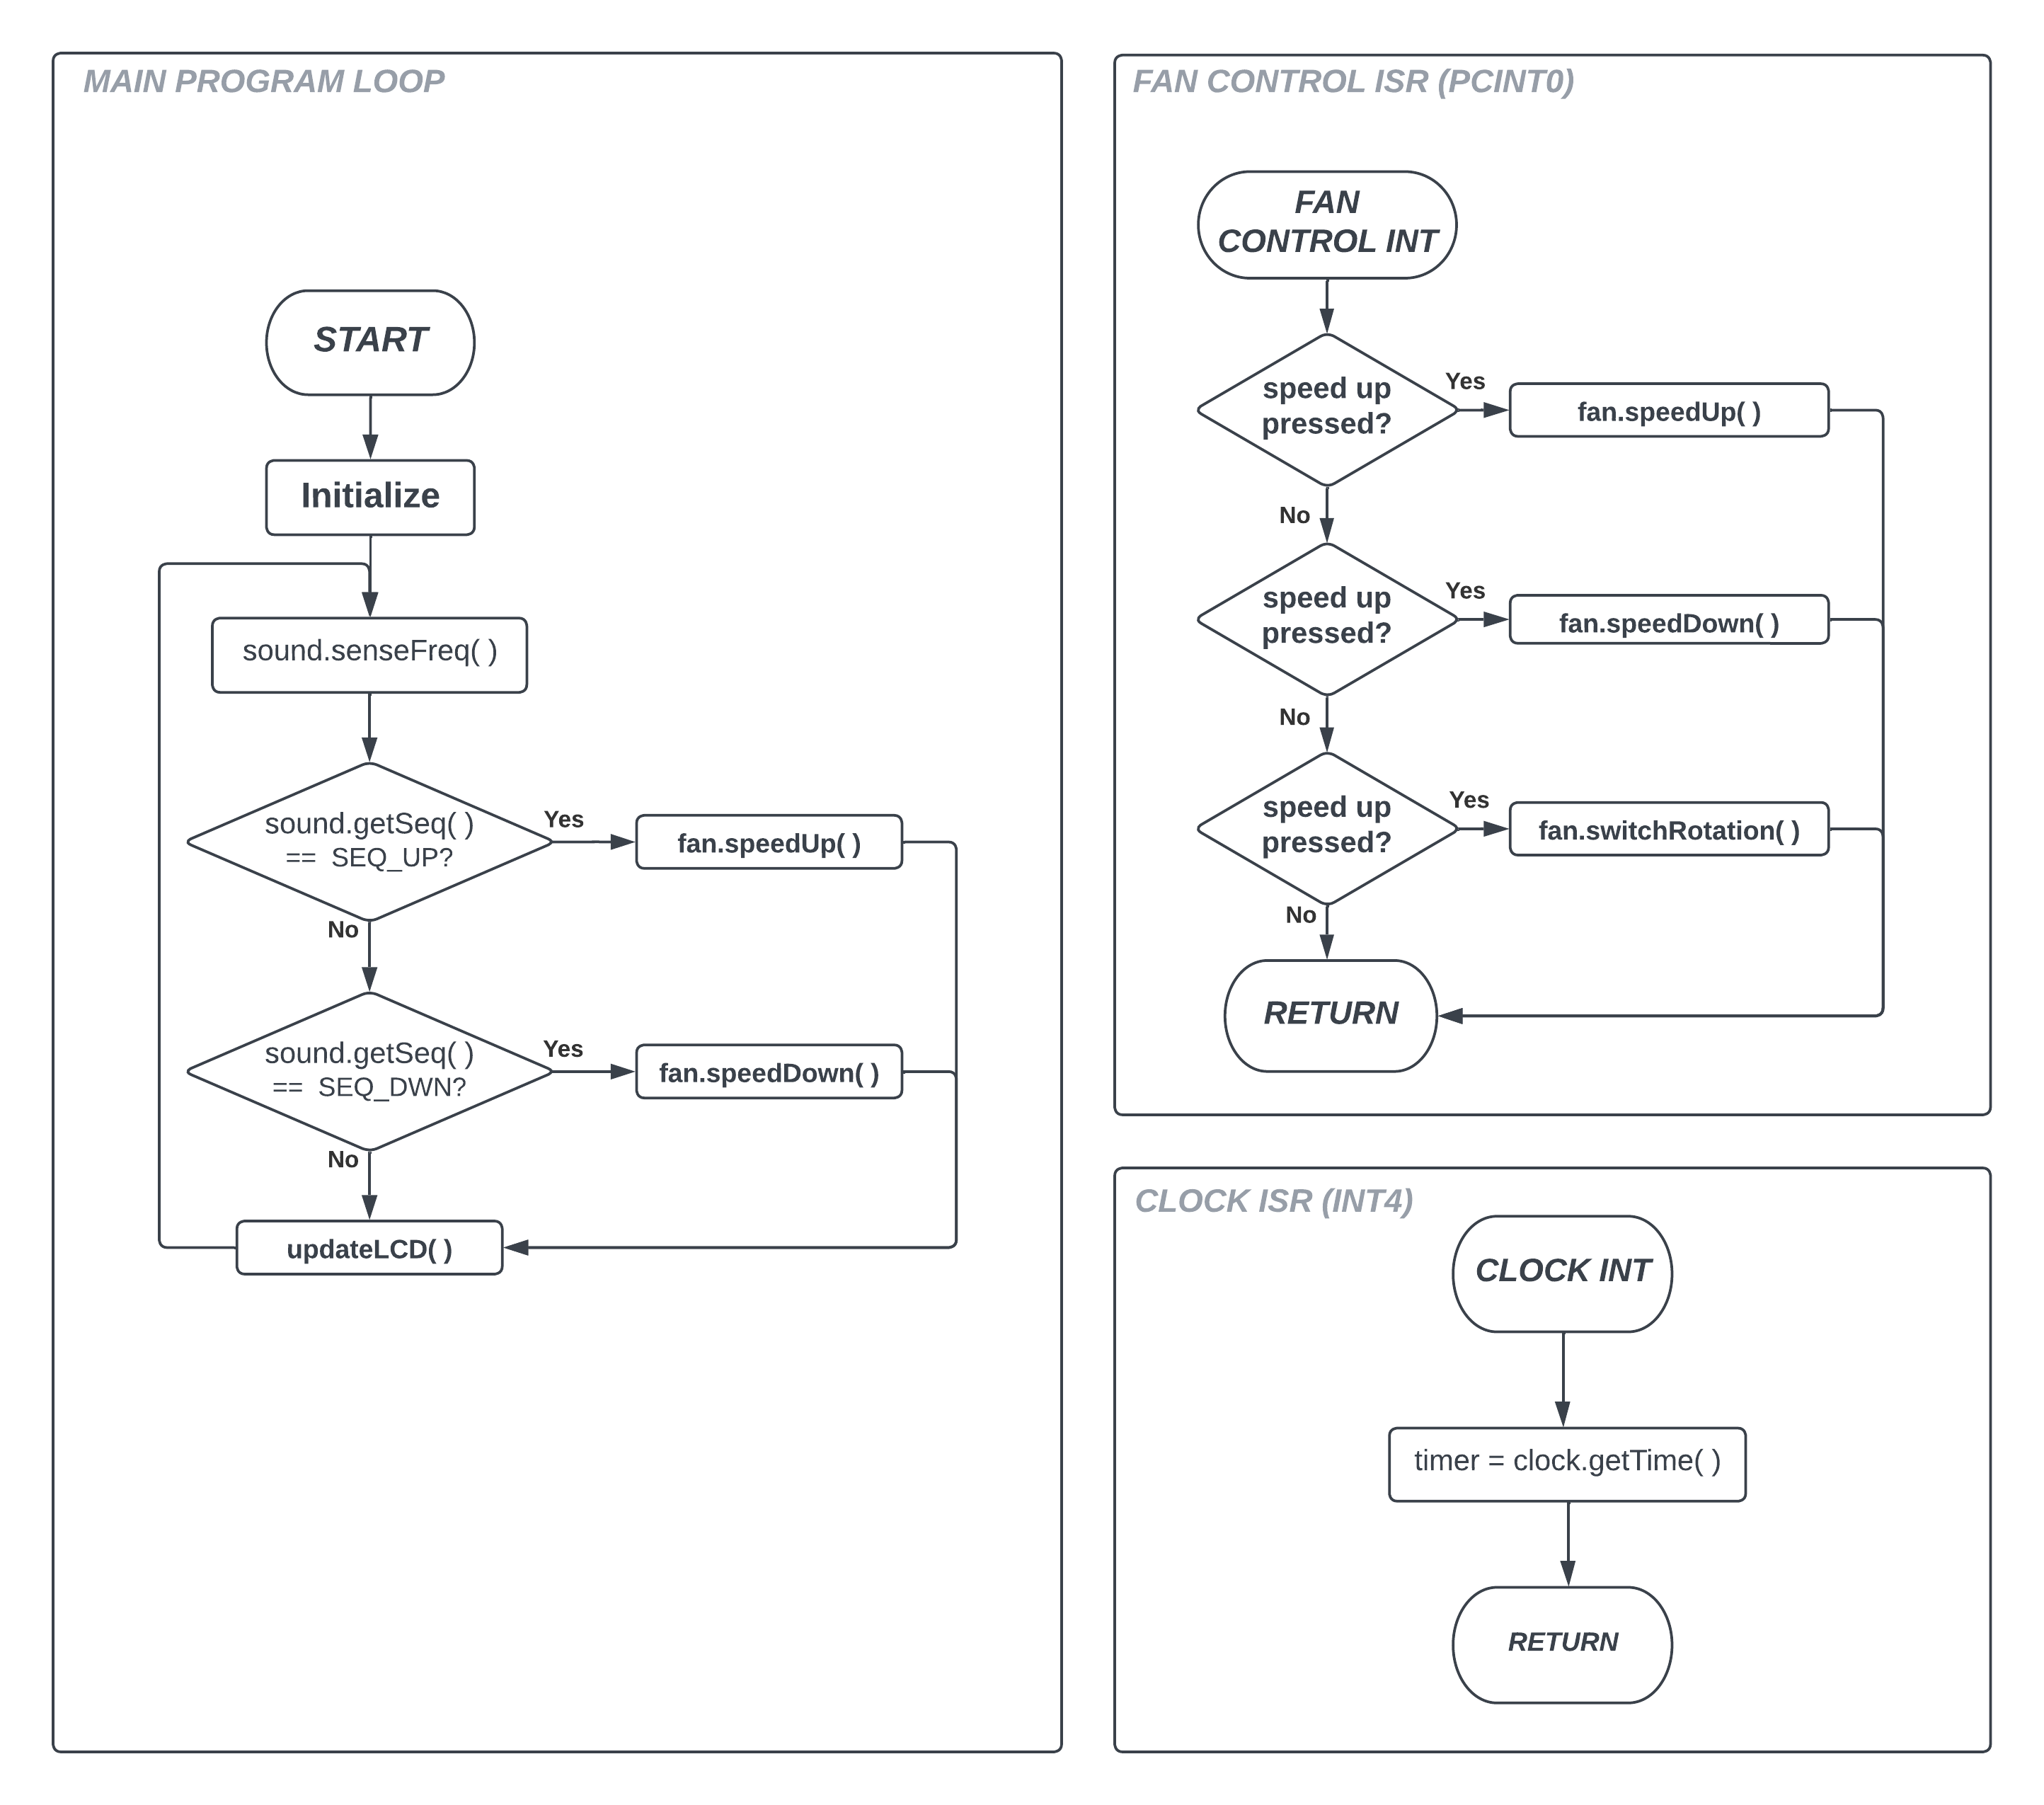 MAIN PROGRAM LOOP
START
Initialize
sound.senseFreq( )
sound.getSeq( )
== SEQ_UP?
Yes
fan.speedUp( )
No
sound.getSeq( )
== SEQ_DWN?
Yes
fan.speedDown( )
No
updateLCD( )
FAN CONTROL ISR (PCINT0)
FAN
CONTROL INT
speed up
pressed?
Yes
fan.speedUp( )
No
speed up
pressed?
Yes
fan.speedDown( )
No
speed up
pressed?
Yes
fan.switchRotation( )
No
RETURN
CLOCK ISR (INT4)
CLOCK INT
timer = clock.getTime( )
RETURN